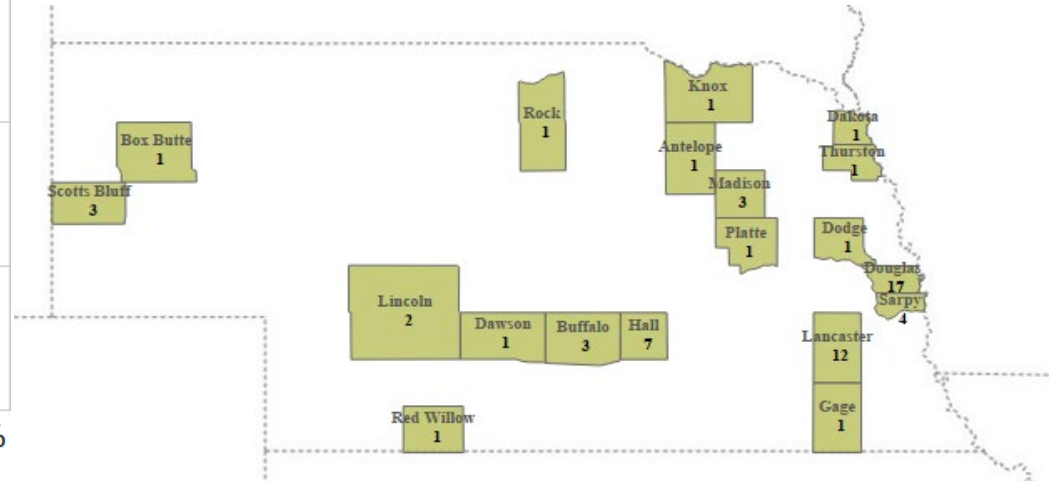 Knox
1
Rock
1
Dakota
1
Box Butte
1
Antelope
1
Thurston
1
Madison
3
Scotts Bluff
3
Platte
1
Dodge
1
Douglas
17
Sarpy
4
Lincoln
2
Dawson
1
Buffalo
3
Hall
7
Lancaster
12
Gage
1
Red Willow
1